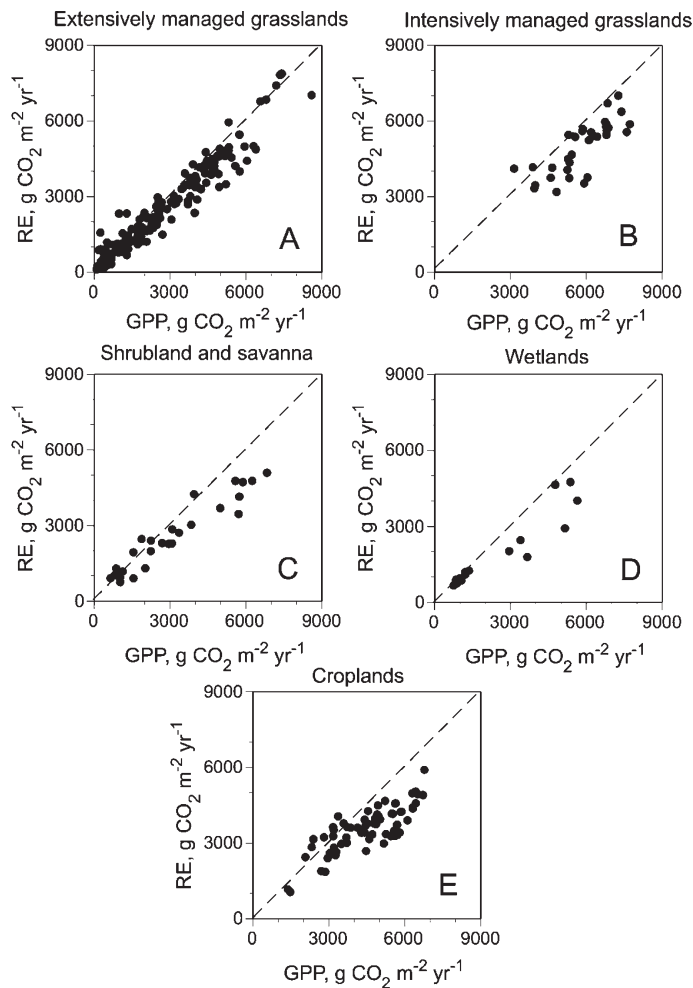 Extensively managed grasslands
Intensively managed grasslands
9000
6000
3000
0
RE, g CO2 m-2 yr-1
A
0 3000 6000 9000
GPP, g CO2 m-2 yr-1
9000
6000
3000
0
RE, g CO2 m-2 yr-1
B
0 3000 6000 9000
GPP, g CO2 m-2 yr-1
Shrubland and savanna
9000
6000
3000
0
RE, g CO2 m-2 yr-1
C
0 3000 6000 9000
GPP, g CO2 m-2 yr-1
Wetlands
9000
6000
3000
0
RE, g CO2 m-2 yr-1
D
0 3000 6000 9000
GPP, g CO2 m-2 yr-1
Croplands
9000
6000
3000
0
RE, g CO2 m-2 yr-1
E
0 3000 6000 9000
GPP, g CO2 m-2 yr-1